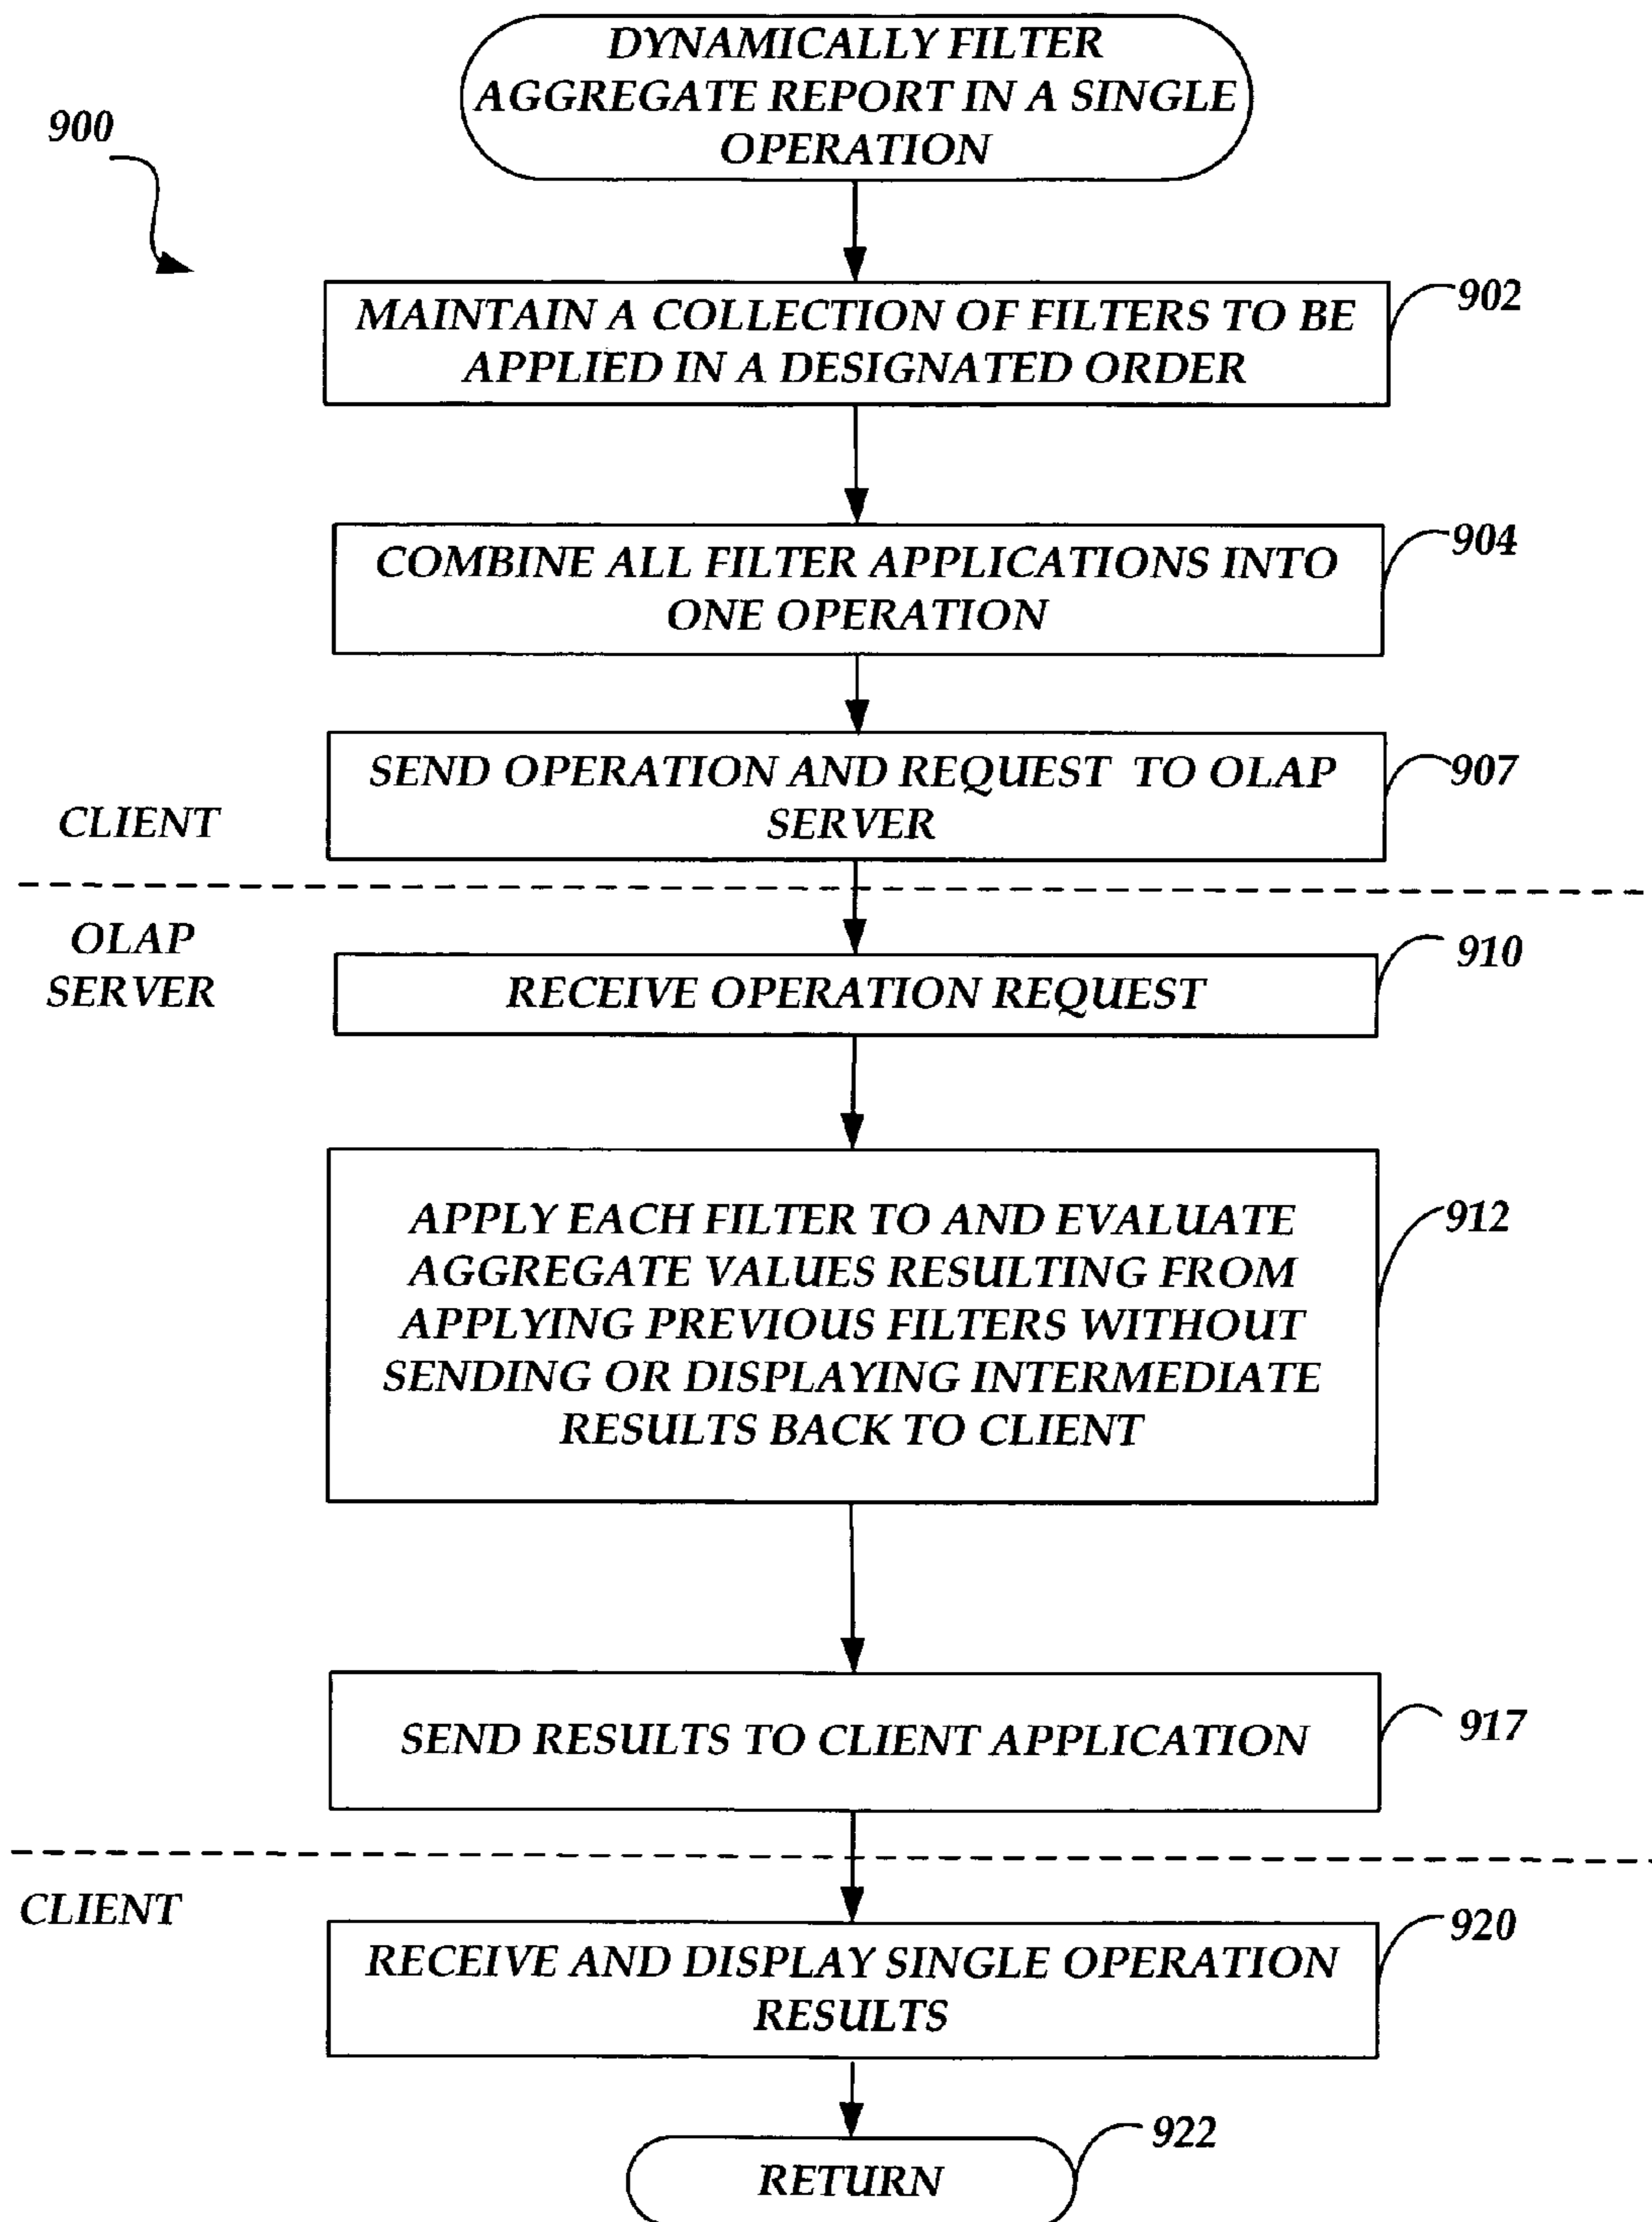 DYNAMICALLY FILTER
AGGREGATE REPORT IN A SINGLE
OPERATION
900
MAINTAIN A COLLECTION OF FILTERS TO BE
APPLIED IN A DESIGNATED ORDER
902
COMBINE ALL FILTER APPLICATIONS INTO
ONE OPERATION
904
SEND OPERATION AND REQUEST TO OLAP
SERVER
907
CLIENT
OLAP
SERVER
RECEIVE OPERATION REQUEST
910
APPLY EACH FILTER TO AND EVALUATE
AGGREGATE VALUES RESULTING FROM
APPLYING PREVIOUS FILTERS WITHOUT
SENDING OR DISPLAYING INTERMEDIATE
RESULTS BACK TO CLIENT
912
SEND RESULTS TO CLIENT APPLICATION
917
CLIENT
RECEIVE AND DISPLAY SINGLE OPERATION
RESULTS
920
RETURN
922